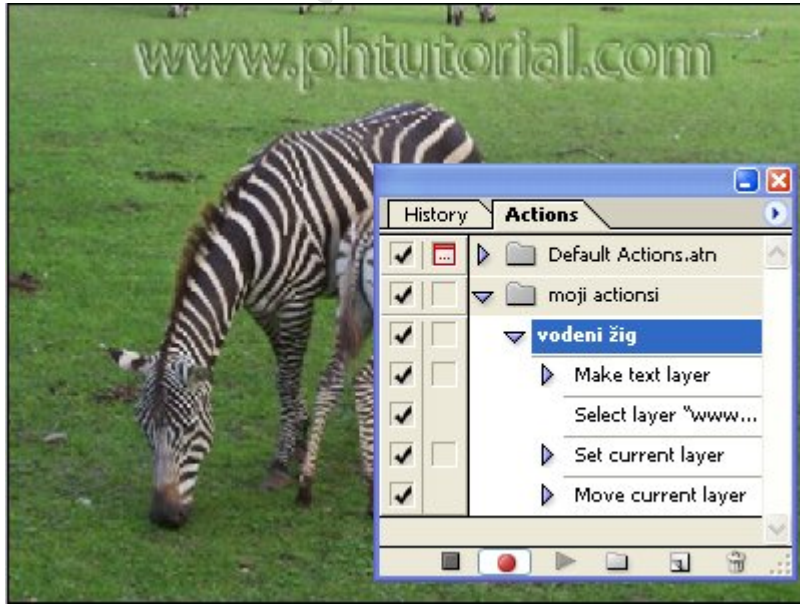 www.phtutorial.com
History Actions
Default Actions.atn
moji actionsi
vodeni žig
Make text layer
Select layer "www...
Set current layer
Move current layer